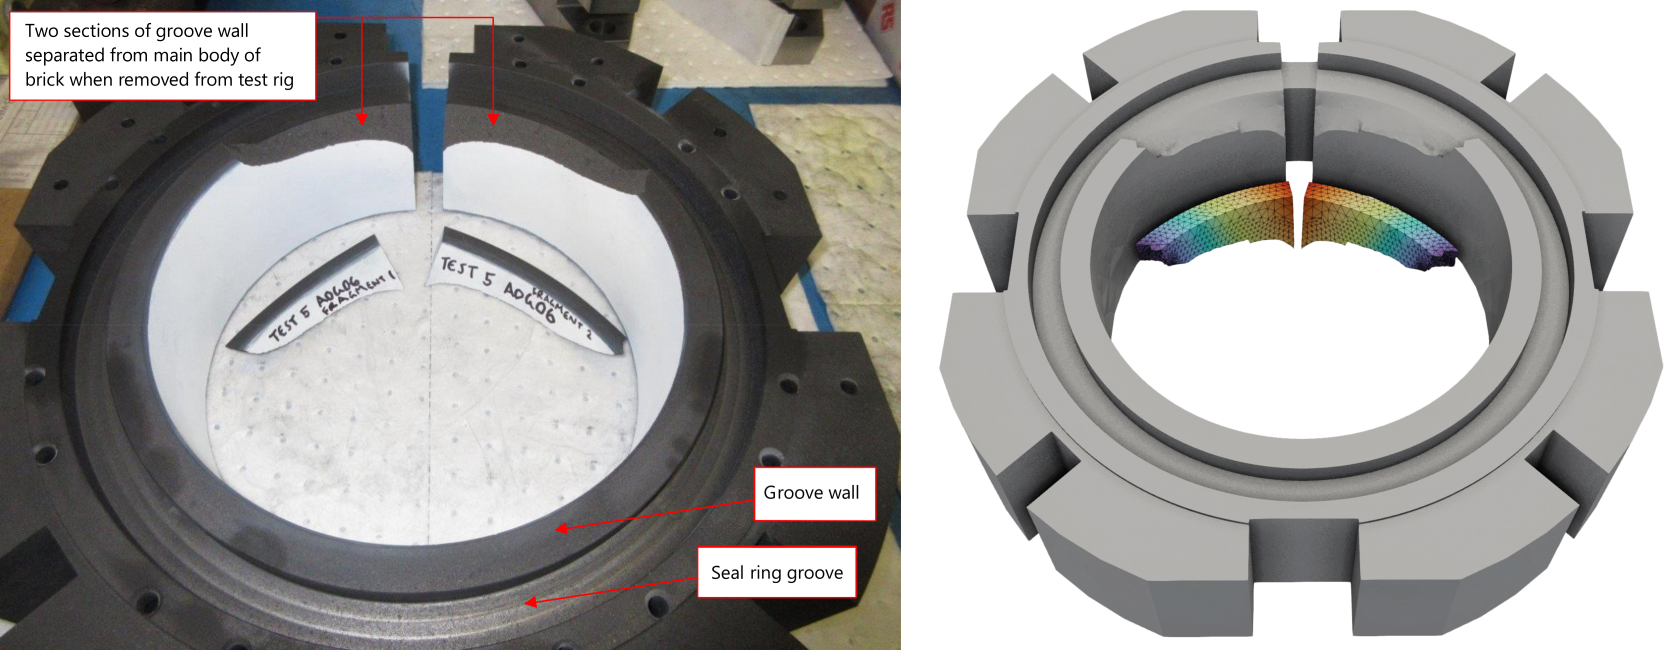 Two sections of groove wall
separated from main body of
brick when removed from test rig
RS
TEST 5 ADG06
FRAGMENT 1
TEST 5 ADG06
FRAGMENT 2
Groove wall
Seal ring groove